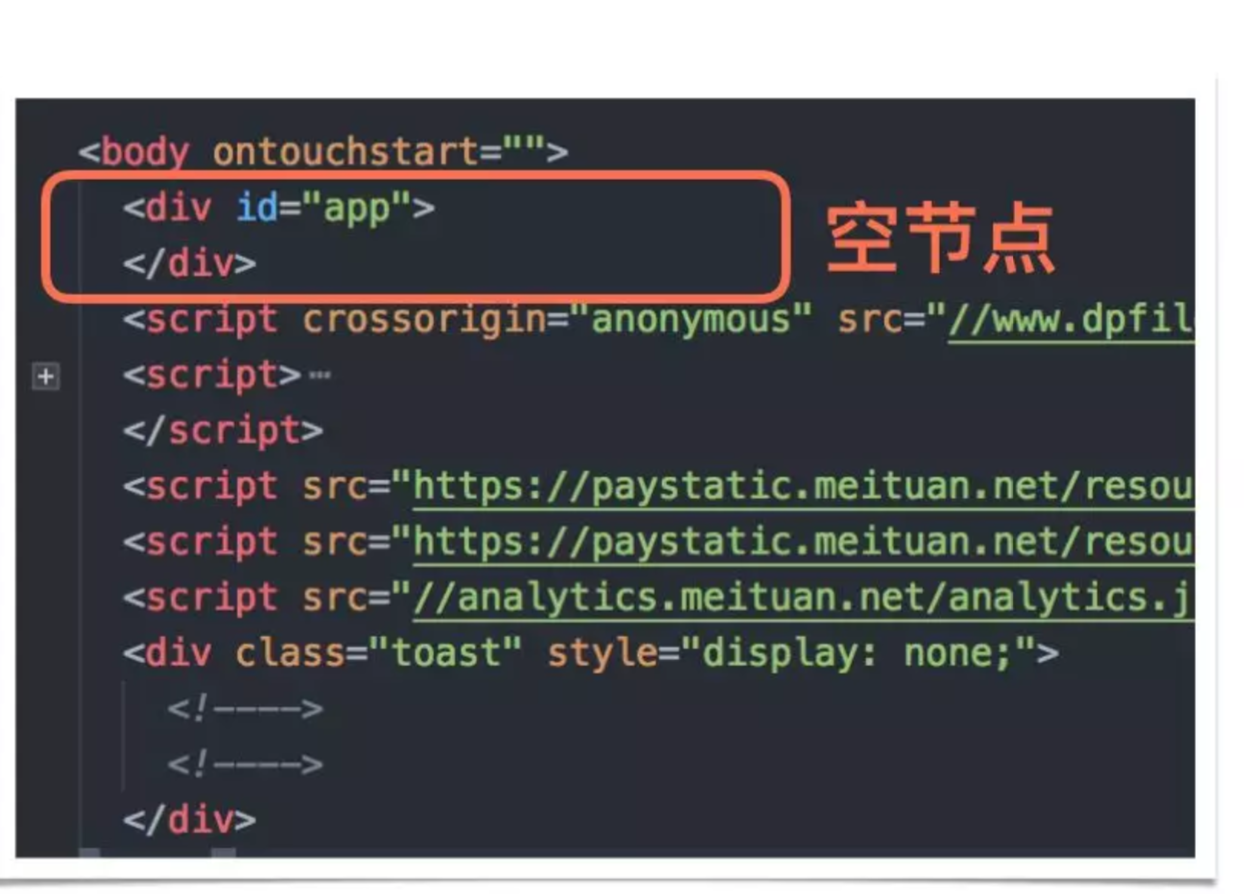 <body ontouchstart="">
<div id="app">
</div>
空节点
<script crossorigin="anonymous" src="//www.dpfil
<script>
</script>
<script src="https://paystatic.meituan.net/resou
<script src="https://paystatic.meituan.net/resou
<script src="//analytics.meituan.net/analytics.j
<div class="toast" style="display: none;">
<!---->
<!---->
</div>